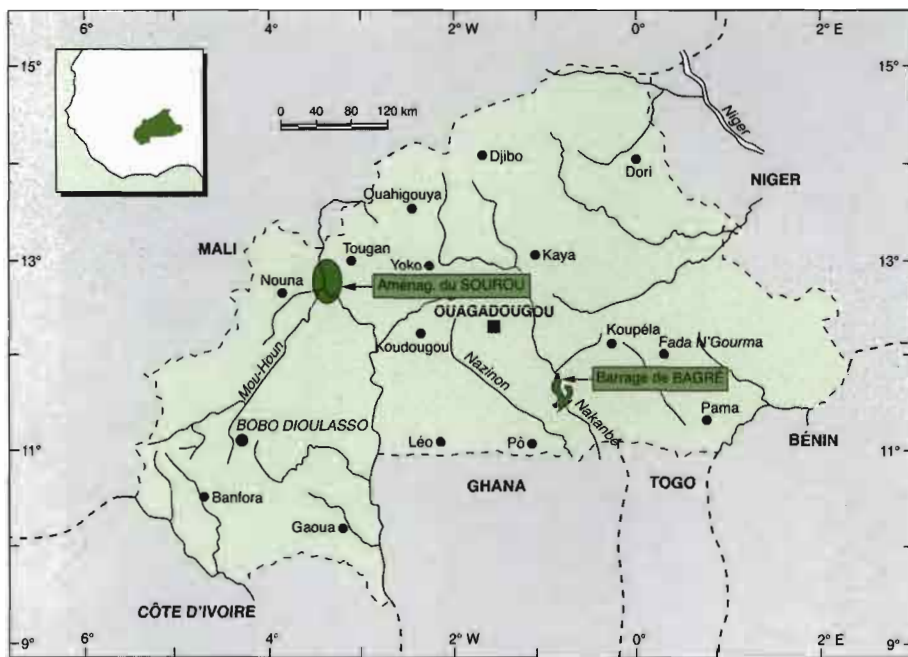 6°
4°
2° W
0°
2° E
15°
15°
0 40 80 120 km
Niger
Djibo
Dori
NIGER
Ouahigouya
MALI
Tougan
Yoko
Kaya
13°
13°
Nouna
Aménag. du SOUROU
OUAGADOUGOU
Koupéla
Fada N'Gourma
Koudougou
Mou-Houn
Nazinon
Barrage de BAGRÉ
Nakanbé
Pama
BOBO DIOULASSO
11°
11°
Léo
Pô
BÉNIN
GHANA
TOGO
Banfora
Gaoua
CÔTE D'IVOIRE
9°
9°
6°
4°
2° W
0°
2° E